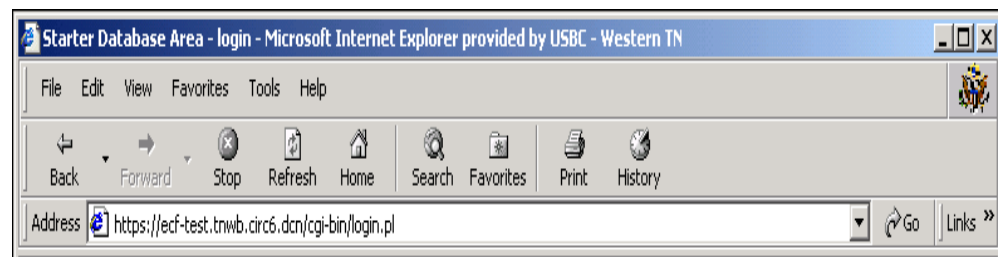 Starter Database Area - login - Microsoft Internet Explorer provided by USBC - Western TN
File Edit View Favorites Tools Help
Back Forward Stop Refresh Home Search Favorites Print History
Address https://ecf-test.tnwb.circ6.dcn/cgi-bin/login.pl Go Links »